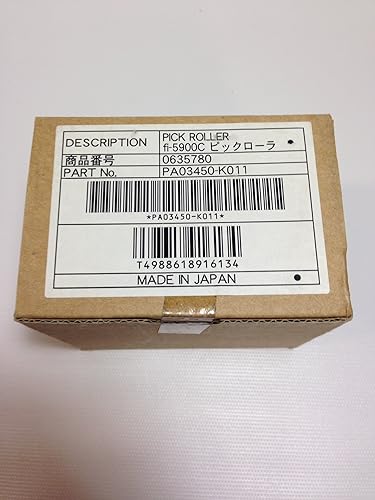 DESCRIPTION PICK ROLLER
fi-5900C ピックローラ
商品番号 0635780
PART No. PA03450-K011
*PA03450-K011*
T4988618916134
MADE IN JAPAN